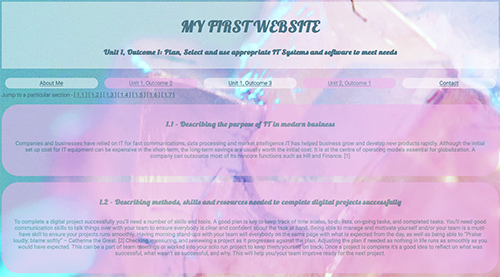 MY FIRST WEBSITE
Unit 1, Outcome 1: Plan, Select and use appropriate IT Systems and software to meet needs
About Me
Unit 1, Outcome 2
Unit 1, Outcome 3
Unit 2, Outcome 1
Contact
Jump to a particular section - [ 1.1 ] [ 1.2 ] [ 1.3 ] [ 1.4 ] [ 1.5 ] [ 1.6 ] [ 1.7 ]
1.1 - Describing the purpose of IT in modern business
Companies and businesses have relied on IT for fast communications, data processing and market intelligence. IT has helped business grow and develop new products rapidly. Although the
initial set up cost for IT equipment can be expensive in the short-term, the long-term savings are usually worth the initial cost. It is at the centre of operating models essential for globalization. A
company can outsource most of its remote functions such as HR and Finance. [1]
1.2 - Describing methods, skills and resources needed to complete digital projects successfully
To complete a digital project successfully you'll need a number of skills and tools. A good plan is key to keep track of time scales, to-do lists, on-going tasks, and completed tasks. You'll need good
communication skills to talk things over with your team to ensure everybody is clear and confident about the task at hand. Being able to manage and motivate yourself and/or your team is a must-
have skill to ensure your projects runs smoothly. Having morning stand-ups with your team will everybody on the same page with what is expected from the day, as well as being able to "Praise
loudly, blame softly" – Catherine the Great. [2] Checking, measuring, and reviewing a project as it progresses against the plan. Adjusting the plan if needed as nothing in life runs as smoothly as you
would have expected. This can be a part of team meetings or worked into your solo run project to keep them/yourself on track. Once a project is complete it's a good idea to reflect on what was
successful, what wasn't as successful, and why. This will help you/your team improve ready for the next project